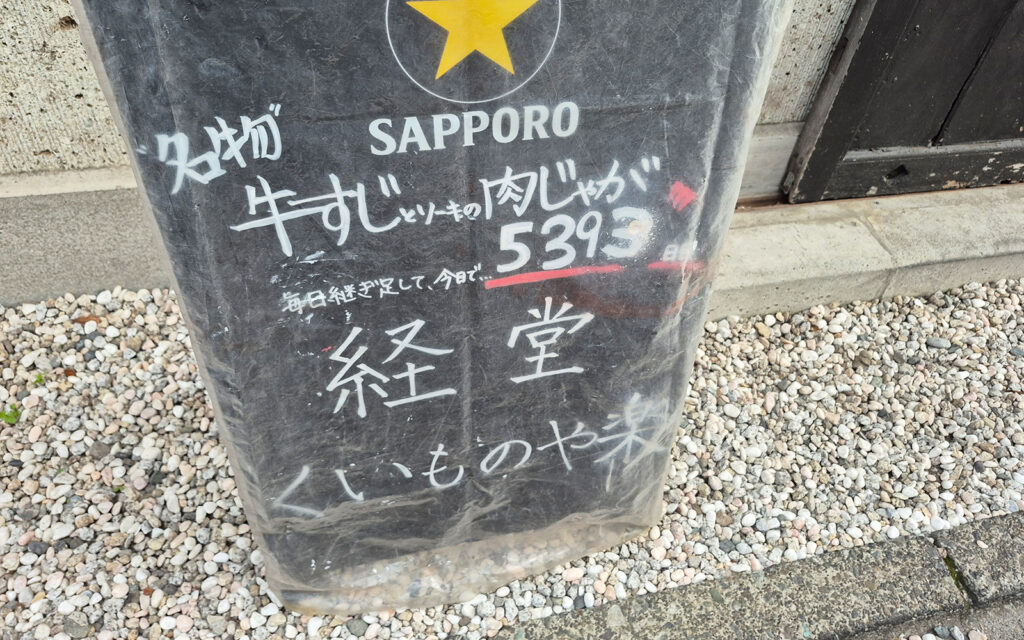 SAPPORO
名物
牛すじとソーキの肉じゃが
毎日継ぎ足して、今日で… 5393日目
経堂
くいものや楽